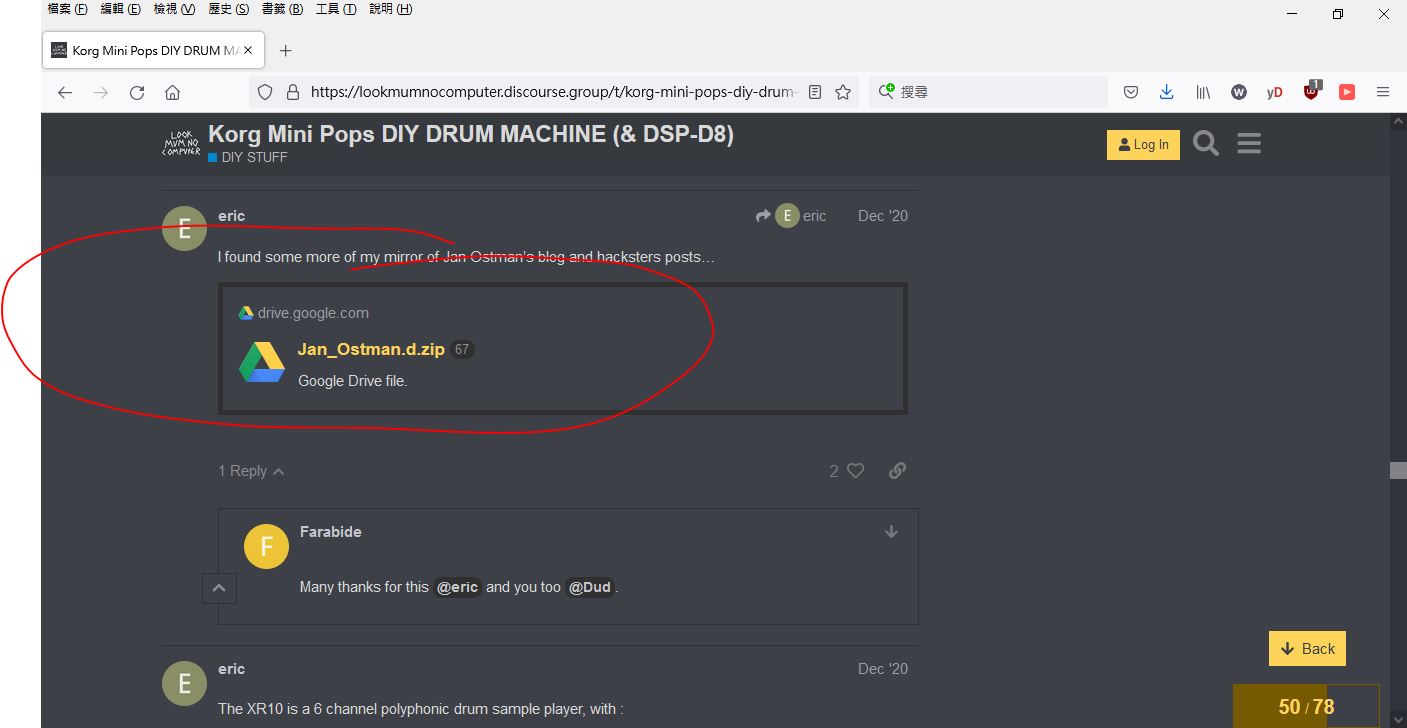 檔案 (F) 編輯 (E) 檢視 (V) 歷史 (S) 書籤 (B) 工具 (T) 說明 (H)
Korg Mini Pops DIY DRUM MA
https://lookmumnocomputer.discourse.group/t/korg-mini-pops-diy-drum-
搜尋
W
yD
1
LOOK MUM NO COMPUTER
Korg Mini Pops DIY DRUM MACHINE (& DSP-D8)
DIY STUFF
Log In
E
eric
E eric Dec '20
I found some more of my mirror of Jan Ostman's blog and hacksters posts…
drive.google.com
Jan_Ostman.d.zip 67
Google Drive file.
1 Reply
2
F
Farabide
Many thanks for this @eric and you too @Dud .
E
eric Dec '20
The XR10 is a 6 channel polyphonic drum sample player, with :
Back
50 / 78